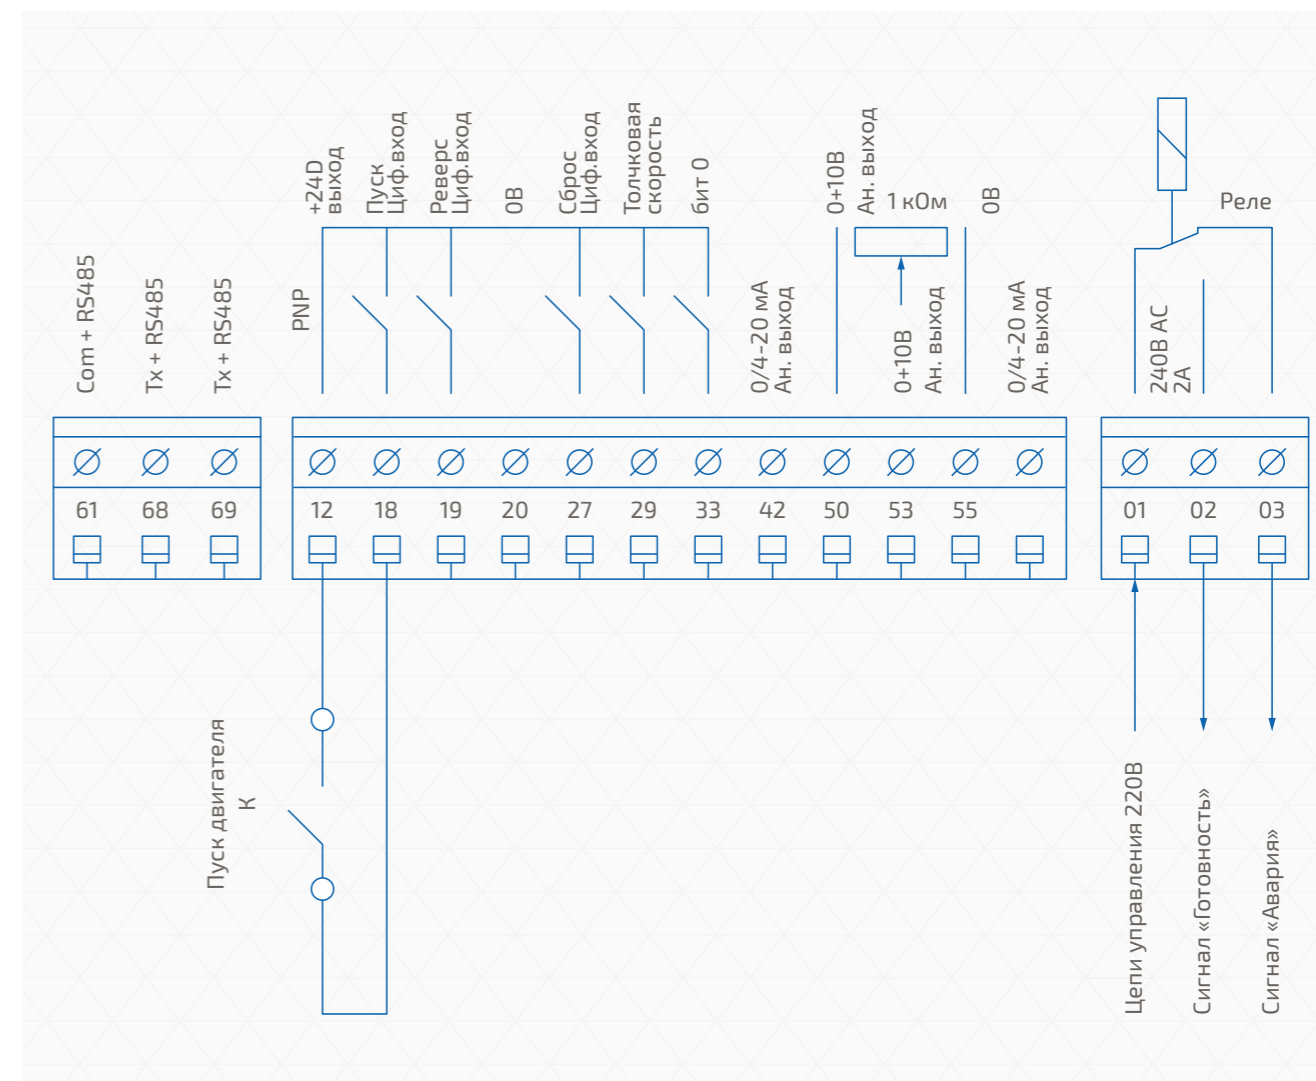 Com + RS485
Tx + RS485
Tx + RS485
PNP
+24D
выход
Пуск
Циф.вход
Реверс
Циф.вход
0В
Сброс
Циф.вход
Толчковая
скорость
бит 0
0/4-20 мА
Ан. выход
0+10В
Ан. выход
1 кОм
0+10В
Ан. выход
0В
0/4-20 мА
Ан. выход
240В АС
2А
Реле
61 68 69
12 18 19 20 27 29 33 42 50 53 55
01 02 03
Пуск двигателя
К
Цепи управления 220В
Сигнал «Готовность»
Сигнал «Авария»